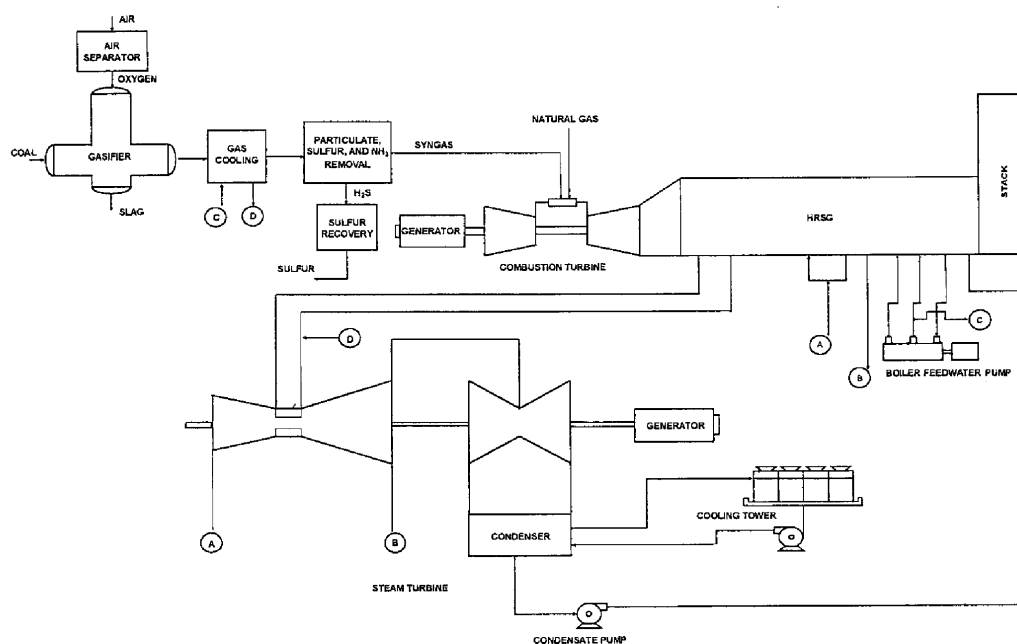 AIR
AIR
SEPARATOR
OXYGEN
COAL
GASIFIER
SLAG
GAS
COOLING
C
D
PARTICULATE,
SULFUR, AND NH3
REMOVAL
SYNGAS
H2S
SULFUR
RECOVERY
SULFUR
NATURAL GAS
GENERATOR
COMBUSTION TURBINE
HRSG
STACK
A
B
C
BOILER FEEDWATER PUMP
D
GENERATOR
A
B
STEAM TURBINE
CONDENSER
COOLING TOWER
CONDENSATE PUMP